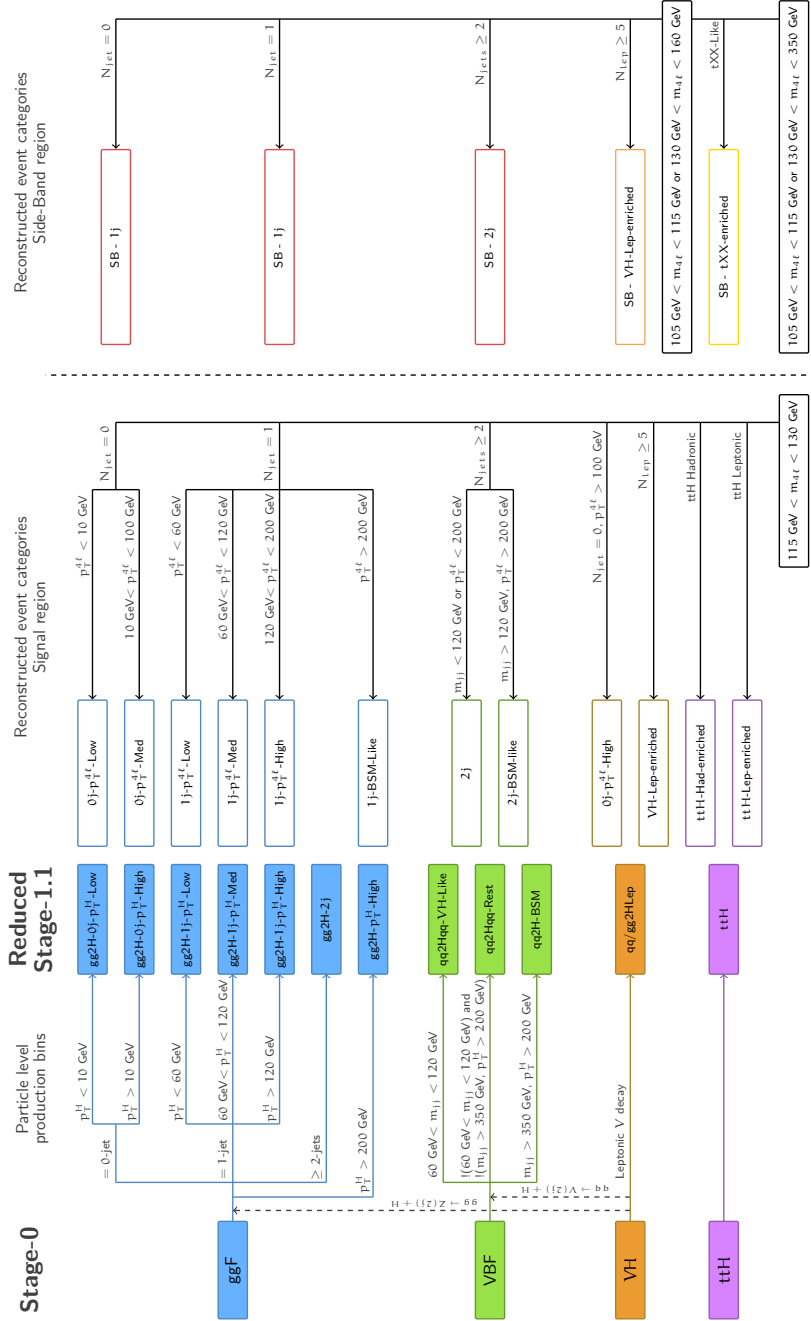 Stage-0
ggF
VBF
VH
ttH
gg → Z(2j) + H
qq → V(2j) + H
Particle level
production bins
= 0-jet
= 1-jet
≥ 2-jets
p_T^H > 200 GeV
p_T^H < 10 GeV
p_T^H > 10 GeV
p_T^H < 60 GeV
60 GeV< p_T^H < 120 GeV
p_T^H > 120 GeV
60 GeV< m_jj < 120 GeV
!(60 GeV< m_jj < 120 GeV) and
!(m_jj > 350 GeV, p_T^H > 200 GeV)
m_jj > 350 GeV, p_T^H > 200 GeV
Leptonic V decay
Reduced
Stage-1.1
gg2H-0j-p_T^H-Low
gg2H-0j-p_T^H-High
gg2H-1j-p_T^H-Low
gg2H-1j-p_T^H-Med
gg2H-1j-p_T^H-High
gg2H-2j
gg2H-p_T^H-High
qq2Hqq-VH-Like
qq2Hqq-Rest
qq2H-BSM
qq/gg2HLep
ttH
Reconstructed event categories
Signal region
0j-p_T^4ℓ-Low
0j-p_T^4ℓ-Med
1j-p_T^4ℓ-Low
1j-p_T^4ℓ-Med
1j-p_T^4ℓ-High
1j-BSM-Like
2j
2j-BSM-like
0j-p_T^4ℓ-High
VH-Lep-enriched
ttH-Had-enriched
ttH-Lep-enriched
p_T^4ℓ < 10 GeV
10 GeV< p_T^4ℓ < 100 GeV
p_T^4ℓ < 60 GeV
60 GeV< p_T^4ℓ < 120 GeV
120 GeV< p_T^4ℓ < 200 GeV
p_T^4ℓ > 200 GeV
m_jj < 120 GeV or p_T^4ℓ < 200 GeV
m_jj > 120 GeV, p_T^4ℓ > 200 GeV
N_jet = 0, p_T^4ℓ > 100 GeV
N_jet = 0
N_jet = 1
N_jets ≥ 2
N_lep ≥ 5
ttH Hadronic
ttH Leptonic
115 GeV < m_4ℓ < 130 GeV
Reconstructed event categories
Side-Band region
SB - 1j
SB - 1j
SB - 2j
SB - VH-Lep-enriched
SB - tXX-enriched
N_jet = 0
N_jet = 1
N_jets ≥ 2
N_lep ≥ 5
105 GeV < m_4ℓ < 115 GeV or 130 GeV < m_4ℓ < 160 GeV
tXX-Like
105 GeV < m_4ℓ < 115 GeV or 130 GeV < m_4ℓ < 350 GeV